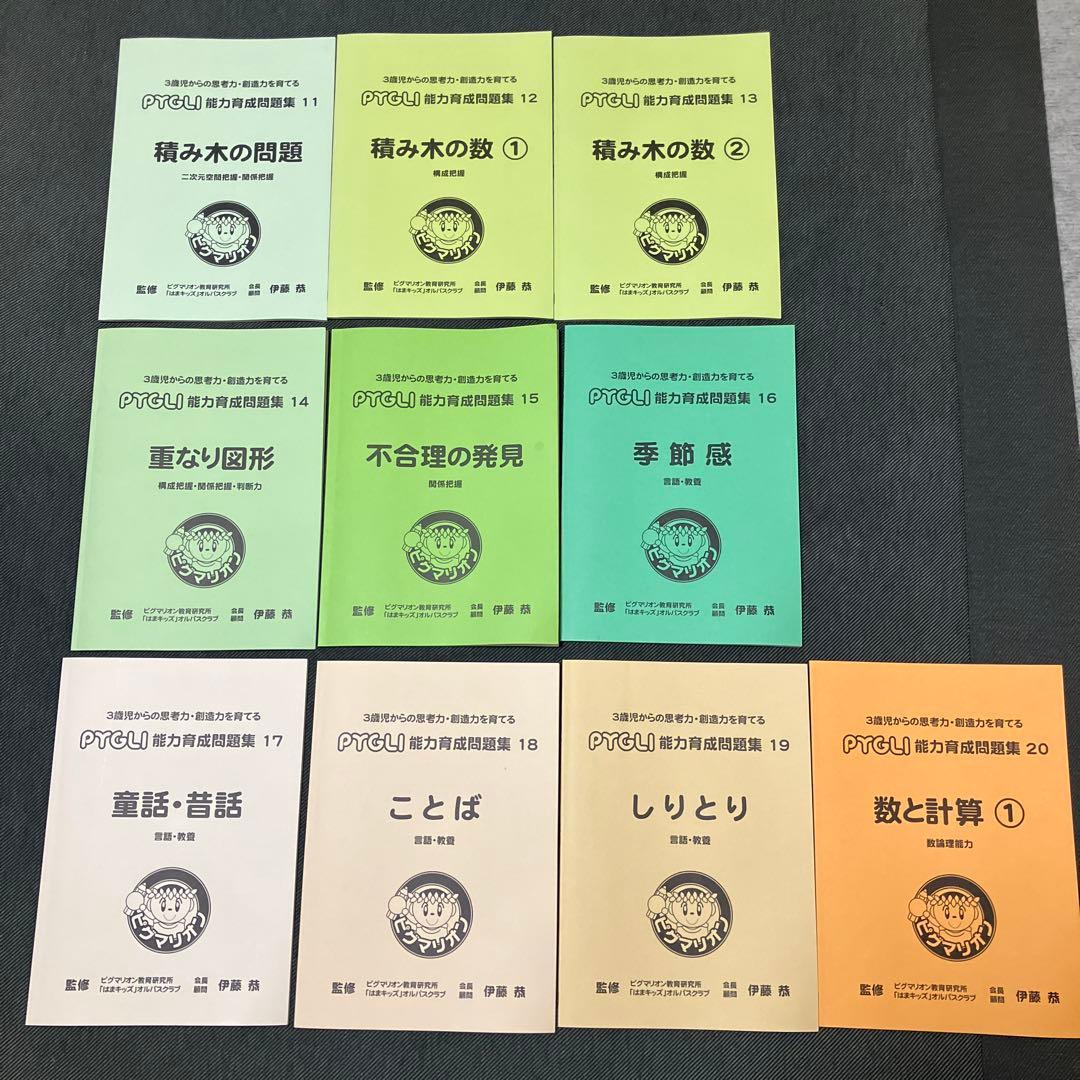 3歳児からの思考力・創造力を育てる
PYGLI 能力育成問題集 11
積み木の問題
二次元空間把握・関係把握
ピグマリオン
監修 ピグマリオン教育研究所 会長 伊藤 恭
「はまキッズ」オルパスクラブ 顧問
3歳児からの思考力・創造力を育てる
PYGLI 能力育成問題集 12
積み木の数 ①
構成把握
ピグマリオン
監修 ピグマリオン教育研究所 会長 伊藤 恭
「はまキッズ」オルパスクラブ 顧問
3歳児からの思考力・創造力を育てる
PYGLI 能力育成問題集 13
積み木の数 ②
構成把握
ピグマリオン
監修 ピグマリオン教育研究所 会長 伊藤 恭
「はまキッズ」オルパスクラブ 顧問
3歳児からの思考力・創造力を育てる
PYGLI 能力育成問題集 14
重なり図形
構成把握・関係把握・判断力
ピグマリオン
監修 ピグマリオン教育研究所 会長 伊藤 恭
「はまキッズ」オルパスクラブ 顧問
3歳児からの思考力・創造力を育てる
PYGLI 能力育成問題集 15
不合理の発見
関係把握
ピグマリオン
監修 ピグマリオン教育研究所 会長 伊藤 恭
「はまキッズ」オルパスクラブ 顧問
3歳児からの思考力・創造力を育てる
PYGLI 能力育成問題集 16
季節感
言語・教養
ピグマリオン
監修 ピグマリオン教育研究所 会長 伊藤 恭
「はまキッズ」オルパスクラブ 顧問
3歳児からの思考力・創造力を育てる
PYGLI 能力育成問題集 17
童話・昔話
言語・教養
ピグマリオン
監修 ピグマリオン教育研究所 会長 伊藤 恭
「はまキッズ」オルパスクラブ 顧問
3歳児からの思考力・創造力を育てる
PYGLI 能力育成問題集 18
ことば
言語・教養
ピグマリオン
監修 ピグマリオン教育研究所 会長 伊藤 恭
「はまキッズ」オルパスクラブ 顧問
3歳児からの思考力・創造力を育てる
PYGLI 能力育成問題集 19
しりとり
言語・教養
ピグマリオン
監修 ピグマリオン教育研究所 会長 伊藤 恭
「はまキッズ」オルパスクラブ 顧問
3歳児からの思考力・創造力を育てる
PYGLI 能力育成問題集 20
数と計算 ①
数論理能力
ピグマリオン
監修 ピグマリオン教育研究所 会長 伊藤 恭
「はまキッズ」オルパスクラブ 顧問